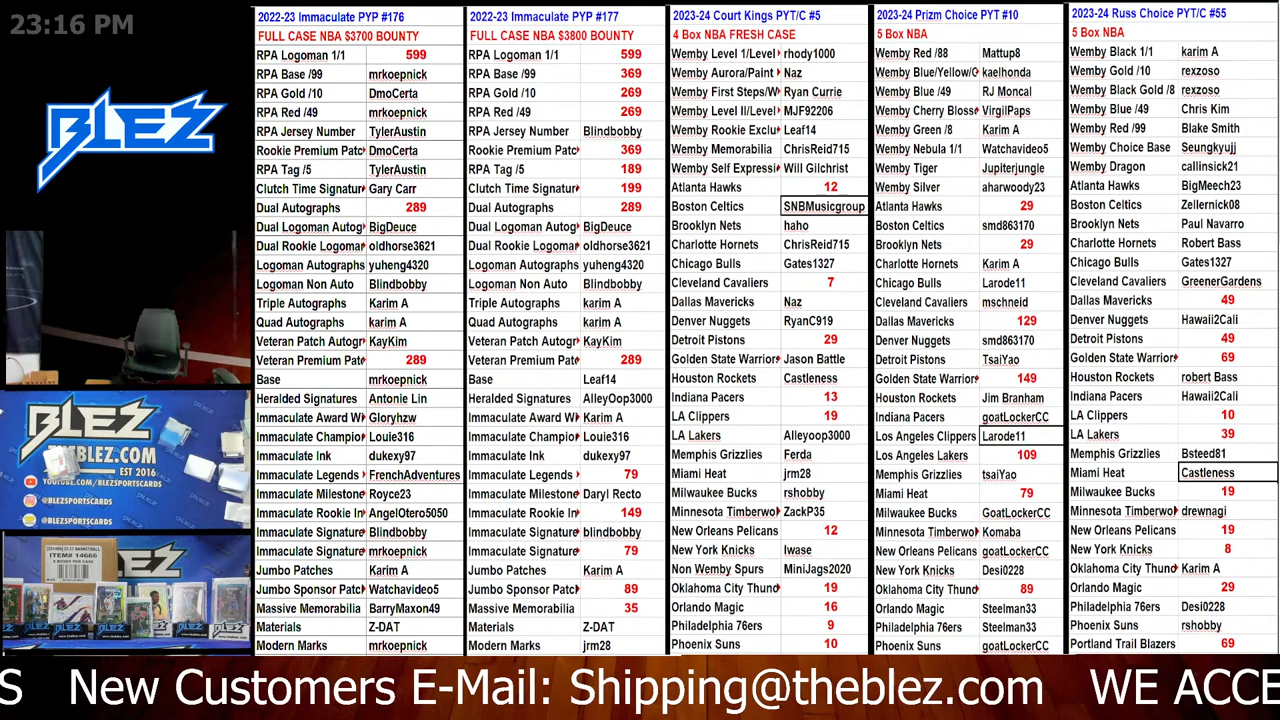 23:16 PM
BLEZ
BLEZ
THEBLEZ.COM
EST 2016
YOUTUBE.COM/BLEZSPORTSCARDS
@BLEZSPORTSCARDS
@BLEZSPORTSCARDS
ITEM# 14666
2022-23 Immaculate PYP #176
FULL CASE NBA $3700 BOUNTY
RPA Logoman 1/1 599
RPA Base /99 mrkoepnick
RPA Gold /10 DmoCerta
RPA Red /49 mrkoepnick
RPA Jersey Number TylerAustin
Rookie Premium Patc DmoCerta
RPA Tag /5 TylerAustin
Clutch Time Signatur Gary Carr
Dual Autographs 289
Dual Logoman Autog BigDeuce
Dual Rookie Logomar oldhorse3621
Logoman Autographs yuheng4320
Logoman Non Auto Blindbobby
Triple Autographs Karim A
Quad Autographs karim A
Veteran Patch Autogr KayKim
Veteran Premium Pat 289
Base mrkoepnick
Heralded Signatures Antonie Lin
Immaculate Award W Gloryhzw
Immaculate Champio Louie316
Immaculate Ink dukexy97
Immaculate Legends FrenchAdventures
Immaculate Milestone Royce23
Immaculate Rookie In AngelOtero5050
Immaculate Signature Blindbobby
Immaculate Signature mrkoepnick
Jumbo Patches Karim A
Jumbo Sponsor Patc Watchavideo5
Massive Memorabilia BarryMaxon49
Materials Z-DAT
Modern Marks mrkoepnick
2022-23 Immaculate PYP #177
FULL CASE NBA $3800 BOUNTY
RPA Logoman 1/1 599
RPA Base /99 369
RPA Gold /10 269
RPA Red /49 269
RPA Jersey Number Blindbobby
Rookie Premium Patc 369
RPA Tag /5 189
Clutch Time Signatur 199
Dual Autographs 289
Dual Logoman Autog BigDeuce
Dual Rookie Logomar oldhorse3621
Logoman Autographs yuheng4320
Logoman Non Auto Blindbobby
Triple Autographs karim A
Quad Autographs karim A
Veteran Patch Autogr KayKim
Veteran Premium Pat 289
Base Leaf14
Heralded Signatures AlleyOop3000
Immaculate Award W Karim A
Immaculate Champio Louie316
Immaculate Ink dukexy97
Immaculate Legends 79
Immaculate Milestone Daryl Recto
Immaculate Rookie In 149
Immaculate Signature blindbobby
Immaculate Signature 79
Jumbo Patches Karim A
Jumbo Sponsor Patc 89
Massive Memorabilia 35
Materials Z-DAT
Modern Marks jrm28
2023-24 Court Kings PYT/C #5
4 Box NBA FRESH CASE
Wemby Level 1/Level rhody1000
Wemby Aurora/Paint Naz
Wemby First Steps/W Ryan Currie
Wemby Level II/Level MJF92206
Wemby Rookie Exclu Leaf14
Wemby Memorabilia ChrisReid715
Wemby Self Expressi Will Gilchrist
Atlanta Hawks 12
Boston Celtics SNBMusicgroup
Brooklyn Nets haho
Charlotte Hornets ChrisReid715
Chicago Bulls Gates1327
Cleveland Cavaliers 7
Dallas Mavericks Naz
Denver Nuggets RyanC919
Detroit Pistons 29
Golden State Warrior Jason Battle
Houston Rockets Castleness
Indiana Pacers 13
LA Clippers 19
LA Lakers Alleyoop3000
Memphis Grizzlies Ferda
Miami Heat jrm28
Milwaukee Bucks rshobby
Minnesota Timberwo ZackP35
New Orleans Pelicans 12
New York Knicks Iwase
Non Wemby Spurs MiniJags2020
Oklahoma City Thund 19
Orlando Magic 16
Philadelphia 76ers 9
Phoenix Suns 10
2023-24 Prizm Choice PYT #10
5 Box NBA
Wemby Red /88 Mattup8
Wemby Blue/Yellow/C kaelhonda
Wemby Blue /49 RJ Moncal
Wemby Cherry Blosso VirgilPaps
Wemby Green /8 Karim A
Wemby Nebula 1/1 Watchavideo5
Wemby Tiger Jupiterjungle
Wemby Silver aharwoody23
Atlanta Hawks 29
Boston Celtics smd863170
Brooklyn Nets 29
Charlotte Hornets Karim A
Chicago Bulls Larode11
Cleveland Cavaliers mschneid
Dallas Mavericks 129
Denver Nuggets smd863170
Detroit Pistons TsaiYao
Golden State Warrior 149
Houston Rockets Jim Branham
Indiana Pacers goatLockerCC
Los Angeles Clippers Larode11
Los Angeles Lakers 109
Memphis Grizzlies tsaiYao
Miami Heat 79
Milwaukee Bucks GoatLockerCC
Minnesota Timberwo Komaba
New Orleans Pelicans goatLockerCC
New York Knicks Desi0228
Oklahoma City Thund 89
Orlando Magic Steelman33
Philadelphia 76ers Steelman33
Phoenix Suns goatLockerCC
2023-24 Russ Choice PYT/C #55
5 Box NBA
Wemby Black 1/1 karim A
Wemby Gold /10 rexzoso
Wemby Black Gold /8 rexzoso
Wemby Blue /49 Chris Kim
Wemby Red /99 Blake Smith
Wemby Choice Base Seungkyujj
Wemby Dragon callinsick21
Atlanta Hawks BigMeech23
Boston Celtics Zellernick08
Brooklyn Nets Paul Navarro
Charlotte Hornets Robert Bass
Chicago Bulls Gates1327
Cleveland Cavaliers GreenerGardens
Dallas Mavericks 49
Denver Nuggets Hawaii2Cali
Detroit Pistons 49
Golden State Warrior 69
Houston Rockets robert Bass
Indiana Pacers Hawaii2Cali
LA Clippers 10
LA Lakers 39
Memphis Grizzlies Bsteed81
Miami Heat Castleness
Milwaukee Bucks 19
Minnesota Timberwo drewnagi
New Orleans Pelicans 19
New York Knicks 8
Oklahoma City Thund Karim A
Orlando Magic 29
Philadelphia 76ers Desi0228
Phoenix Suns rshobby
Portland Trail Blazers 69
S New Customers E-Mail: Shipping@theblez.com WE ACCE